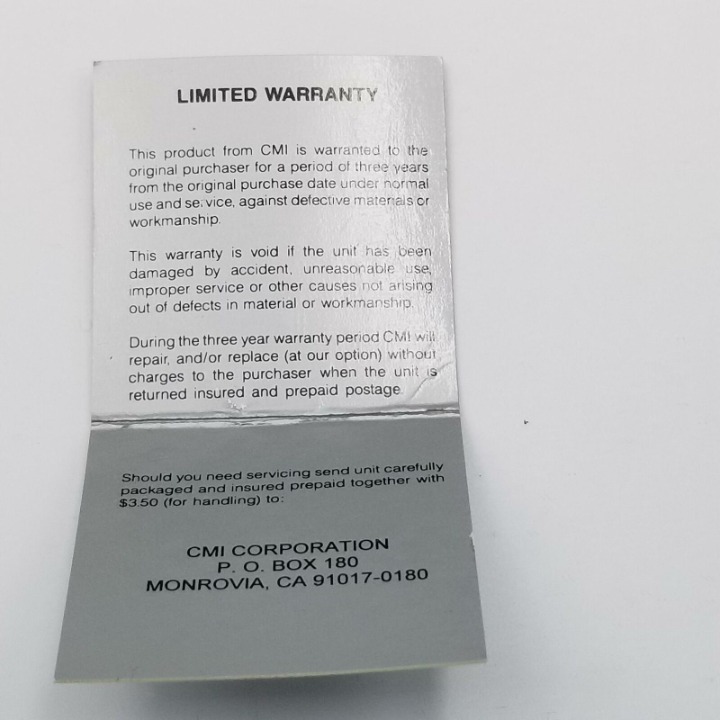 LIMITED WARRANTY
This product from CMI is warranted to the
original purchaser for a period of three years
from the original purchase date under normal
use and service, against defective materials or
workmanship.
This warranty is void if the unit has been
damaged by accident, unreasonable use,
improper service or other causes not arising
out of defects in material or workmanship.
During the three year warranty period CMI will
repair, and/or replace (at our option) without
charges to the purchaser when the unit is
returned insured and prepaid postage.
Should you need servicing send unit carefully
packaged and insured prepaid together with
$3.50 (for handling) to:
CMI CORPORATION
P. O. BOX 180
MONROVIA, CA 91017-0180